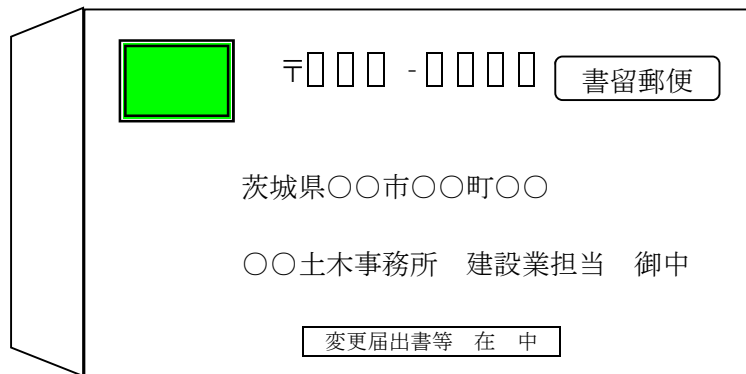 〒□□□-□□□□ 書留郵便
茨城県○○市○○町○○
○○土木事務所　建設業担当　御中
変更届出書等　在　中